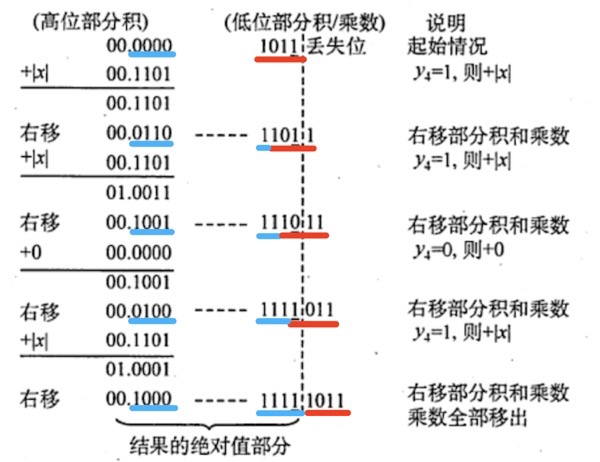 (高位部分积) (低位部分积/乘数) 说明
00.0000 1011 丢失位 起始情况
+|x| 00.1101 y₄=1, 则+|x|
00.1101
右移 00.0110 ----- 1101 1 右移部分积和乘数
+|x| 00.1101 y₄=1, 则+|x|
01.0011
右移 00.1001 ----- 1110 11 右移部分积和乘数
+0 00.0000 y₄=0, 则+0
00.1001
右移 00.0100 ----- 1111 011 右移部分积和乘数
+|x| 00.1101 y₄=1, 则+|x|
01.0001
右移 00.1000 ----- 1111 1011 右移部分积和乘数
乘数全部移出
结果的绝对值部分